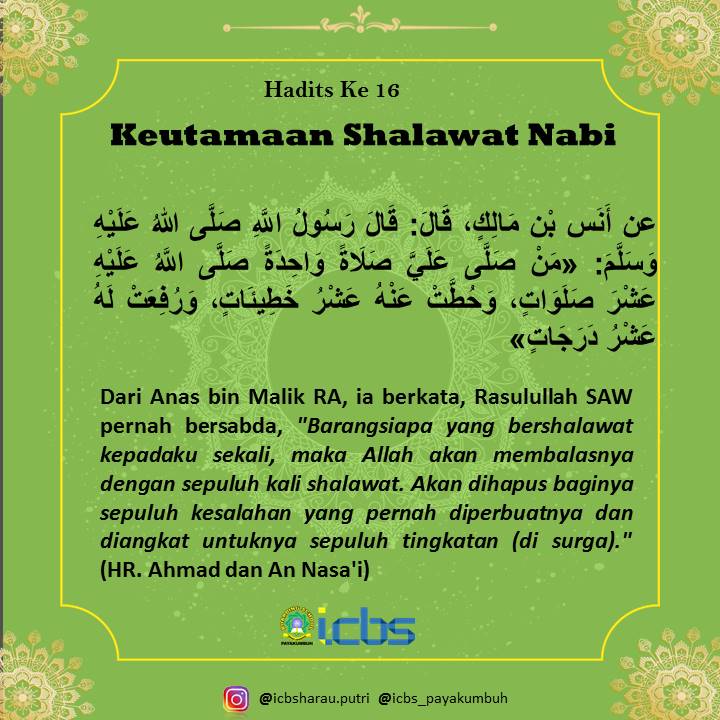 Hadits Ke 16
Keutamaan Shalawat Nabi
عن أَنَس بْن مَالِكٍ، قَالَ: قَالَ رَسُولُ اللَّهِ صَلَّى اللهُ عَلَيْهِ
وَسَلَّمَ: «مَنْ صَلَّى عَلَيَّ صَلَاةً وَاحِدَةً صَلَّى اللَّهُ عَلَيْهِ
عَشْرَ صَلَوَاتٍ، وَحُطَّتْ عَنْهُ عَشْرُ خَطِيئَاتٍ، وَرُفِعَتْ لَهُ
عَشْرُ دَرَجَاتٍ»
Dari Anas bin Malik RA, ia berkata, Rasulullah SAW
pernah bersabda, "Barangsiapa yang bershalawat
kepadaku sekali, maka Allah akan membalasnya
dengan sepuluh kali shalawat. Akan dihapus baginya
sepuluh kesalahan yang pernah diperbuatnya dan
diangkat untuknya sepuluh tingkatan (di surga)."
(HR. Ahmad dan An Nasa'i)
PAYAKUMBUH
icbs
@icbsharau.putri @icbs_payakumbuh